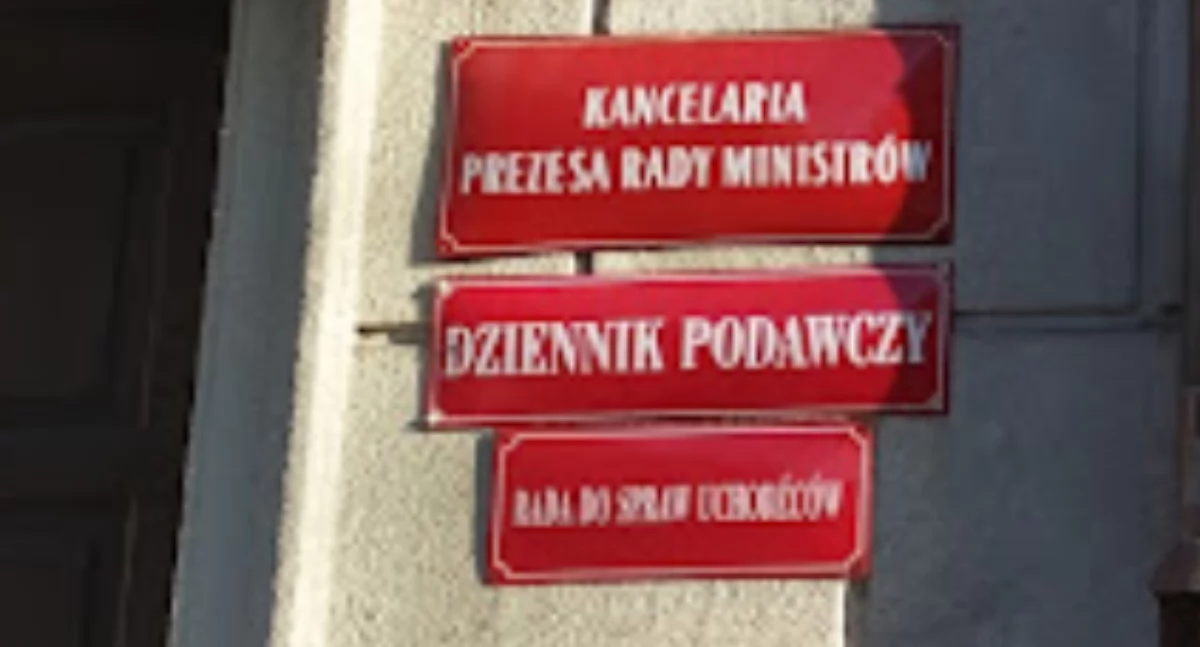 KANCELARIA
PREZESA RADY MINISTRÓW
DZIENNIK PODAWCZY
RADA DO SPRAW UCHODŹCÓW